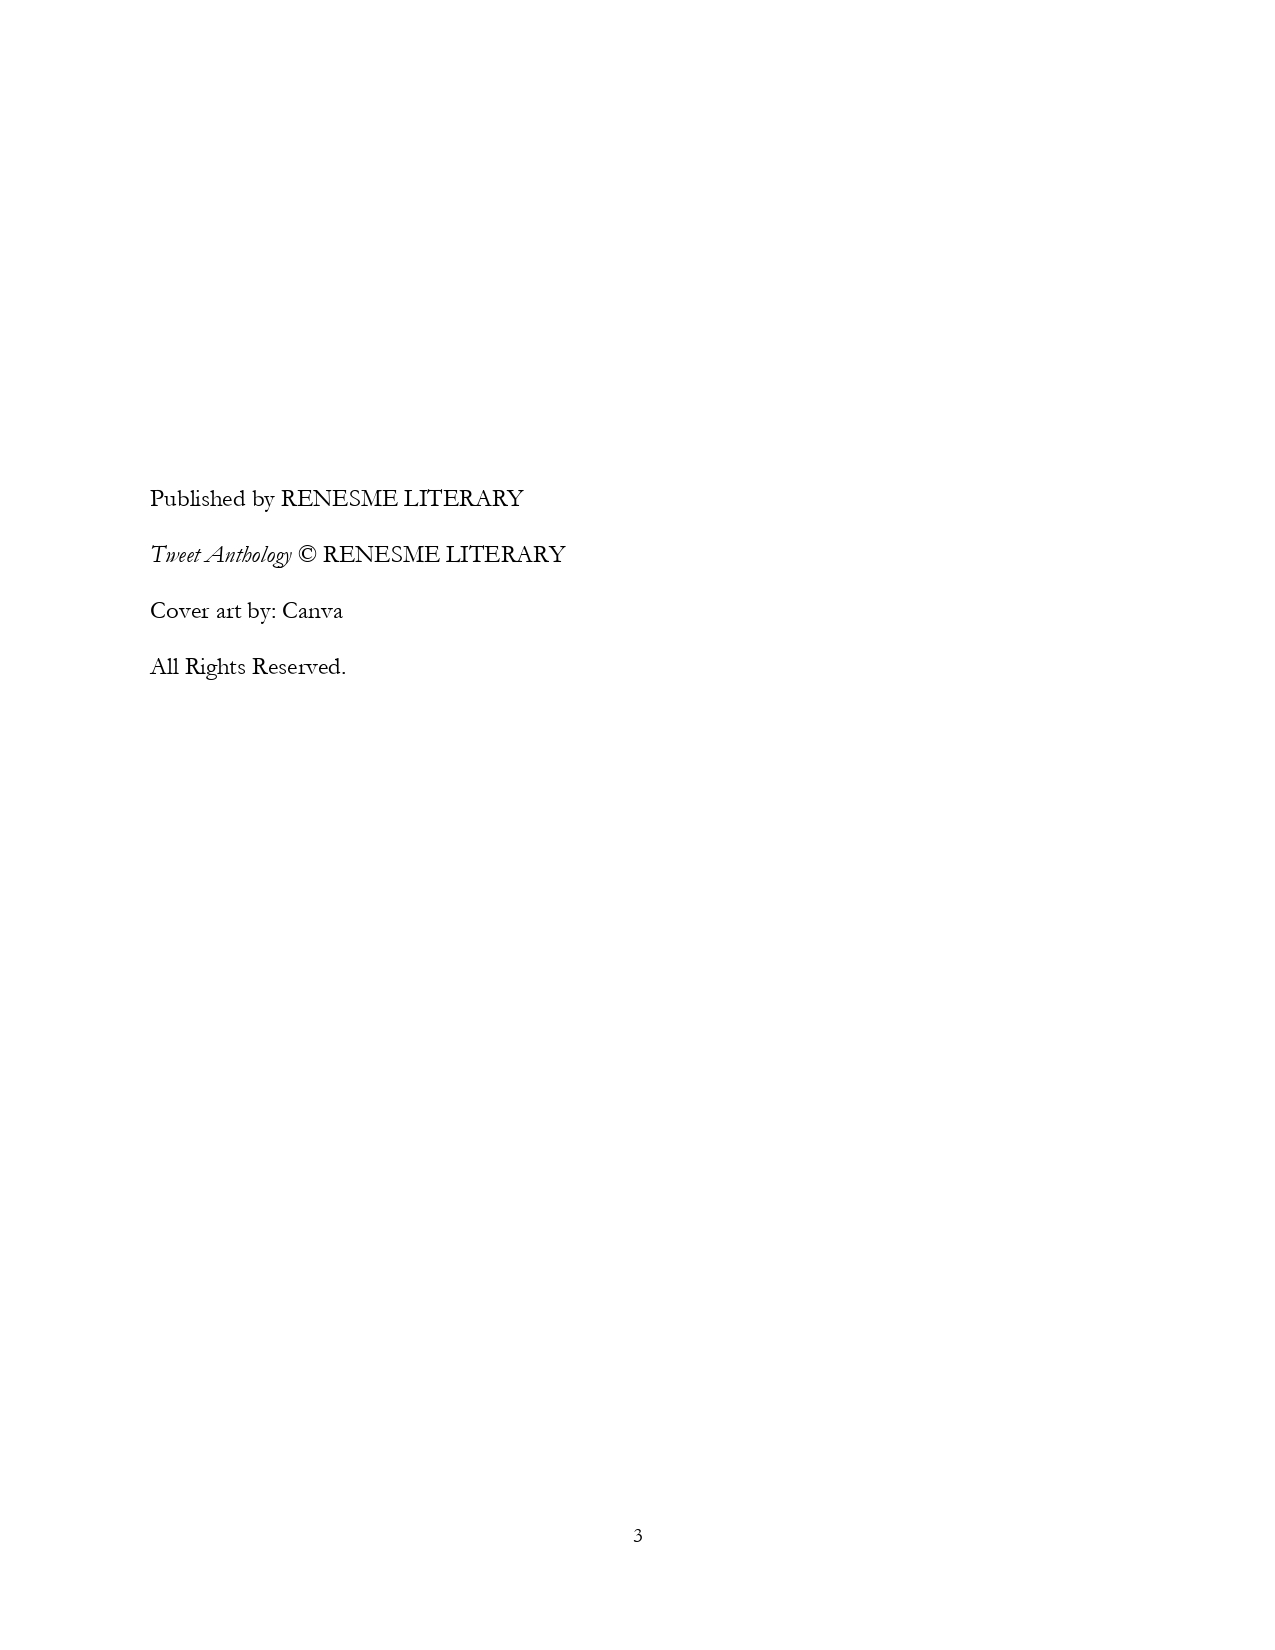 Published by RENESME LITERARY
Tweet Anthology © RENESME LITERARY
Cover art by: Canva
All Rights Reserved.
3